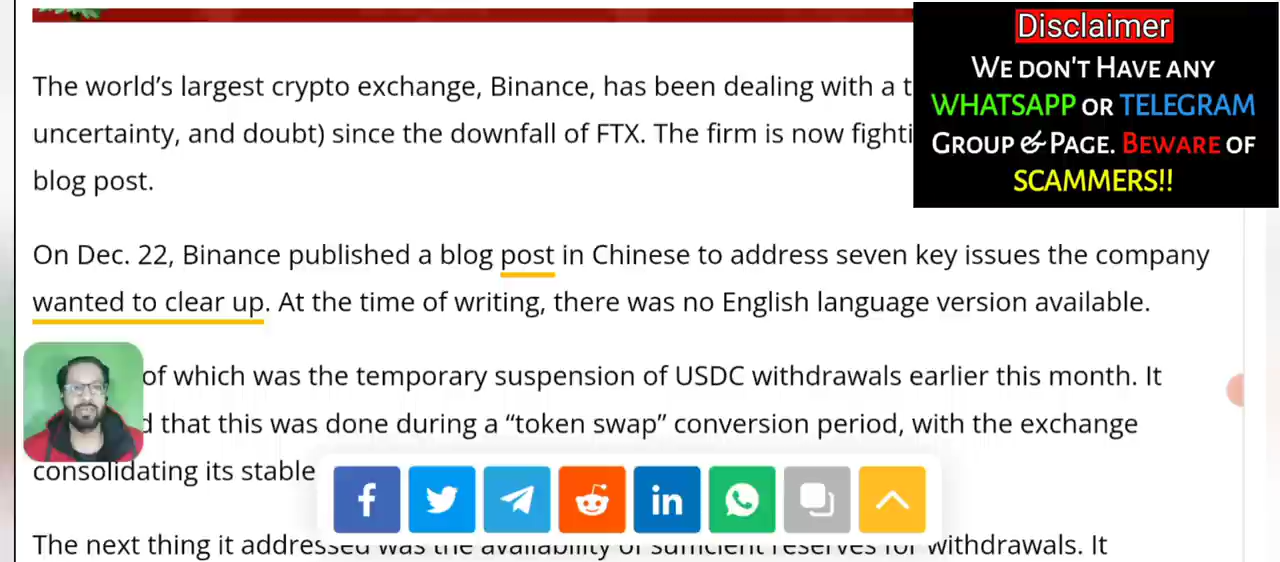 The world's largest crypto exchange, Binance, has been dealing with a t
uncertainty, and doubt) since the downfall of FTX. The firm is now fighti
blog post.
Disclaimer
WE DON'T HAVE ANY
WHATSAPP OR TELEGRAM
GROUP & PAGE. BEWARE OF
SCAMMERS!!
On Dec. 22, Binance published a blog post in Chinese to address seven key issues the company
wanted to clear up. At the time of writing, there was no English language version available.
of which was the temporary suspension of USDC withdrawals earlier this month. It
d that this was done during a “token swap” conversion period, with the exchange
consolidating its stable
The next thing it addressed was the availability of sufficient reserves for withdrawals. It